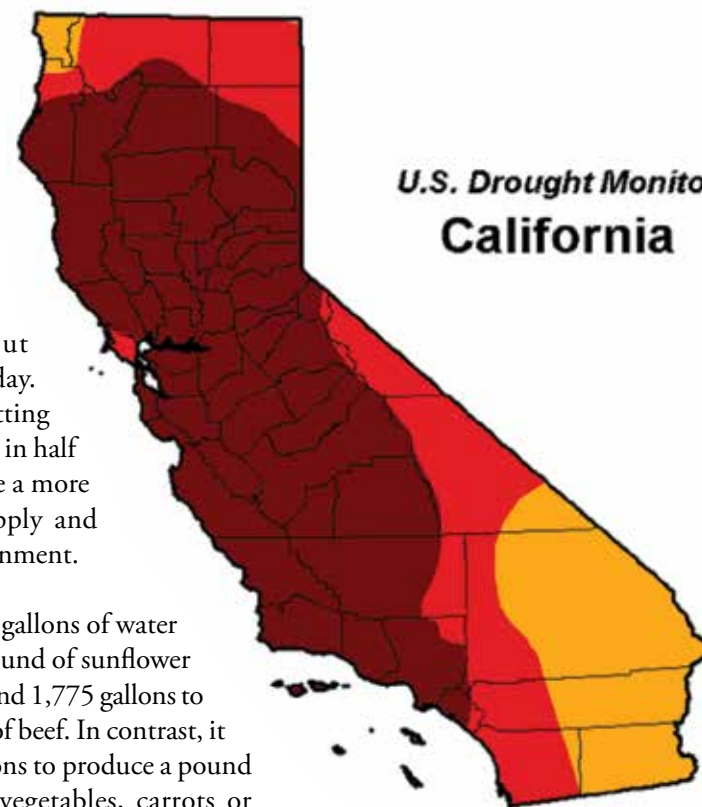 U.S. Drought Monito
California
ut
day.
tting
in half
e a more
pply and
nment.
gallons of water
und of sunflower
nd 1,775 gallons to
of beef. In contrast, it
ons to produce a pound
vegetables, carrots or